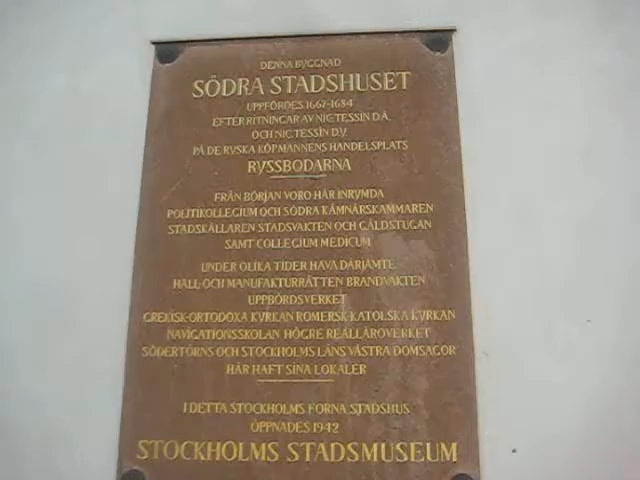 DENNA BYGGNAD
SÖDRA STADSHUSET
UPPFÖRDES 1667-1684
EFTER RITNINGAR AV NIC.TESSIN D.Ä.
OCH NIC.TESSIN D.Y.
PÅ DE RYSKA KÖPMÄNNENS HANDELSPLATS
RYSSBODARNA
FRÅN BÖRJAN VORO HÄR INRYMDA
POLITIKOLLEGIUM OCH SÖDRA KÄMNÄRSKAMMAREN
STADSKÄLLAREN STADSVAKTEN OCH GÄLDSTUGAN
SAMT COLLEGIUM MEDICUM
UNDER OLIKA TIDER HAVA DÄRJÄMTE
HALL- OCH MANUFAKTURRÄTTEN BRANDVAKTEN
UPPBÖRDSVERKET
GREKISK-ORTODOXA KYRKAN ROMERSK-KATOLSKA KYRKAN
NAVIGATIONSSKOLAN HÖGRE REALLÄROVERKET
SÖDERTÖRNS OCH STOCKHOLMS LÄNS VÄSTRA DOMSAGOR
HÄR HAFT SINA LOKALER
I DETTA STOCKHOLMS FORNA STADSHUS
ÖPPNADES 1942
STOCKHOLMS STADSMUSEUM